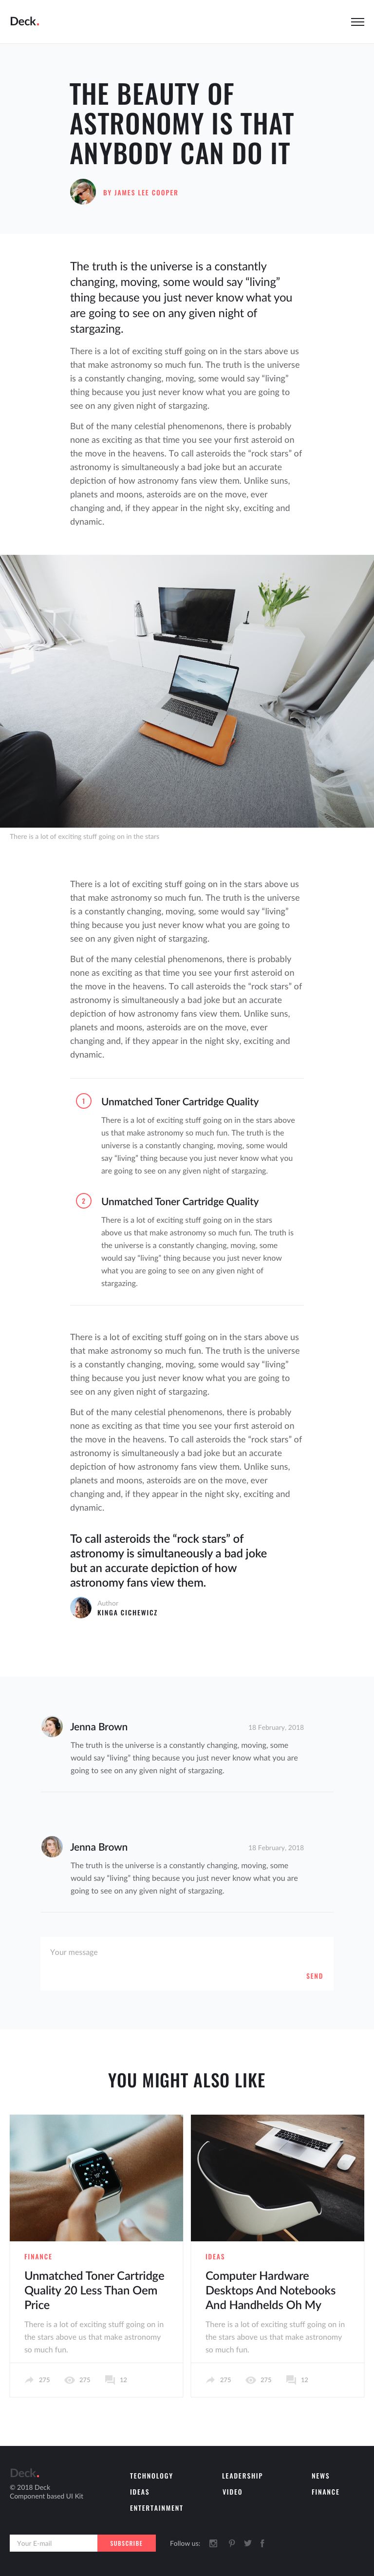 Deck.
THE BEAUTY OF
ASTRONOMY IS THAT
ANYBODY CAN DO IT
BY JAMES LEE COOPER
The truth is the universe is a constantly
changing, moving, some would say “living”
thing because you just never know what you
are going to see on any given night of
stargazing.
There is a lot of exciting stuff going on in the stars above us
that make astronomy so much fun. The truth is the universe
is a constantly changing, moving, some would say “living”
thing because you just never know what you are going to
see on any given night of stargazing.
But of the many celestial phenomenons, there is probably
none as exciting as that time you see your first asteroid on
the move in the heavens. To call asteroids the “rock stars” of
astronomy is simultaneously a bad joke but an accurate
depiction of how astronomy fans view them. Unlike suns,
planets and moons, asteroids are on the move, ever
changing and, if they appear in the night sky, exciting and
dynamic.
There is a lot of exciting stuff going on in the stars
There is a lot of exciting stuff going on in the stars above us
that make astronomy so much fun. The truth is the universe
is a constantly changing, moving, some would say “living”
thing because you just never know what you are going to
see on any given night of stargazing.
But of the many celestial phenomenons, there is probably
none as exciting as that time you see your first asteroid on
the move in the heavens. To call asteroids the “rock stars” of
astronomy is simultaneously a bad joke but an accurate
depiction of how astronomy fans view them. Unlike suns,
planets and moons, asteroids are on the move, ever
changing and, if they appear in the night sky, exciting and
dynamic.
1 Unmatched Toner Cartridge Quality
There is a lot of exciting stuff going on in the stars above
us that make astronomy so much fun. The truth is the
universe is a constantly changing, moving, some would
say “living” thing because you just never know what you
are going to see on any given night of stargazing.
2 Unmatched Toner Cartridge Quality
There is a lot of exciting stuff going on in the stars
above us that make astronomy so much fun. The truth is
the universe is a constantly changing, moving, some
would say “living” thing because you just never know
what you are going to see on any given night of
stargazing.
There is a lot of exciting stuff going on in the stars above us
that make astronomy so much fun. The truth is the universe
is a constantly changing, moving, some would say “living”
thing because you just never know what you are going to
see on any given night of stargazing.
But of the many celestial phenomenons, there is probably
none as exciting as that time you see your first asteroid on
the move in the heavens. To call asteroids the “rock stars” of
astronomy is simultaneously a bad joke but an accurate
depiction of how astronomy fans view them. Unlike suns,
planets and moons, asteroids are on the move, ever
changing and, if they appear in the night sky, exciting and
dynamic.
To call asteroids the “rock stars” of
astronomy is simultaneously a bad joke
but an accurate depiction of how
astronomy fans view them.
Author
KINGA CICHEWICZ
Jenna Brown 18 February, 2018
The truth is the universe is a constantly changing, moving, some
would say “living” thing because you just never know what you are
going to see on any given night of stargazing.
Jenna Brown 18 February, 2018
The truth is the universe is a constantly changing, moving, some
would say “living” thing because you just never know what you are
going to see on any given night of stargazing.
Your message
SEND
YOU MIGHT ALSO LIKE
FINANCE
Unmatched Toner Cartridge
Quality 20 Less Than Oem
Price
There is a lot of exciting stuff going on in
the stars above us that make astronomy
so much fun.
275 275 12
IDEAS
Computer Hardware
Desktops And Notebooks
And Handhelds Oh My
There is a lot of exciting stuff going on in
the stars above us that make astronomy
so much fun.
275 275 12
Deck.
© 2018 Deck
Component based UI Kit
TECHNOLOGY LEADERSHIP NEWS
IDEAS VIDEO FINANCE
ENTERTAINMENT
Your E-mail SUBSCRIBE Follow us: